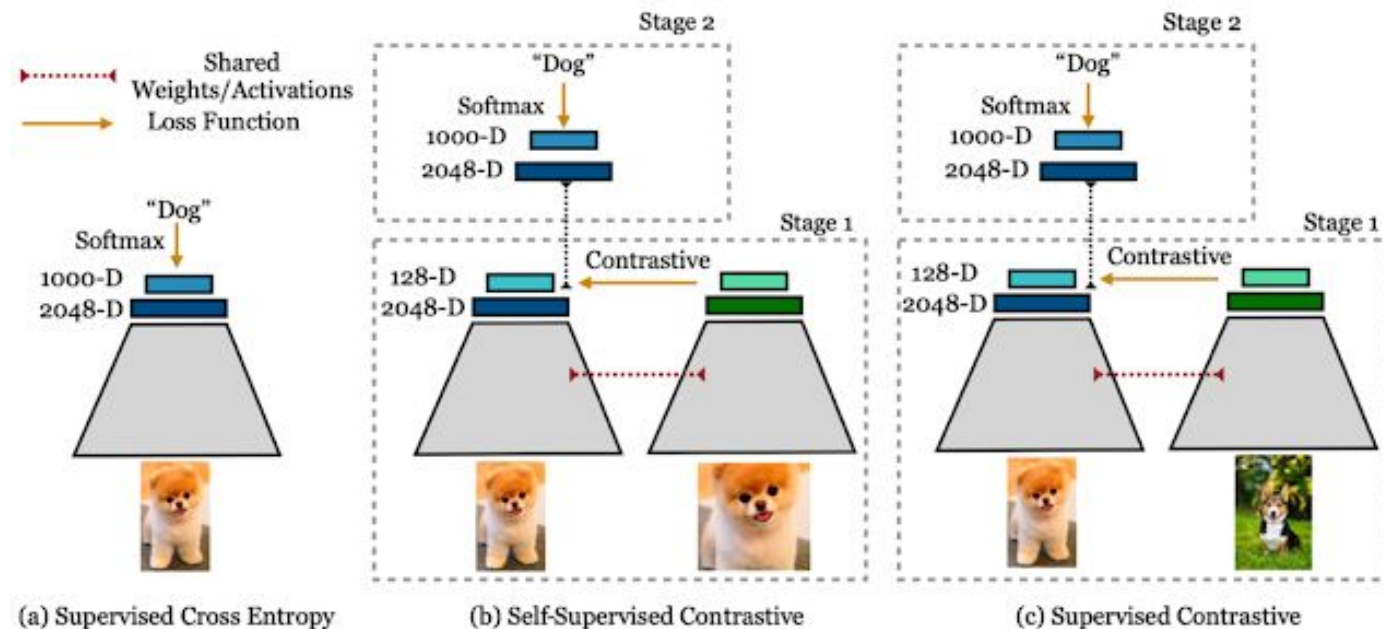 Shared
Weights/Activations
Loss Function
“Dog”
Softmax
1000-D
2048-D
(a) Supervised Cross Entropy
Stage 2
“Dog”
Softmax
1000-D
2048-D
Stage 1
Contrastive
128-D
2048-D
(b) Self-Supervised Contrastive
Stage 2
“Dog”
Softmax
1000-D
2048-D
Stage 1
Contrastive
128-D
2048-D
(c) Supervised Contrastive